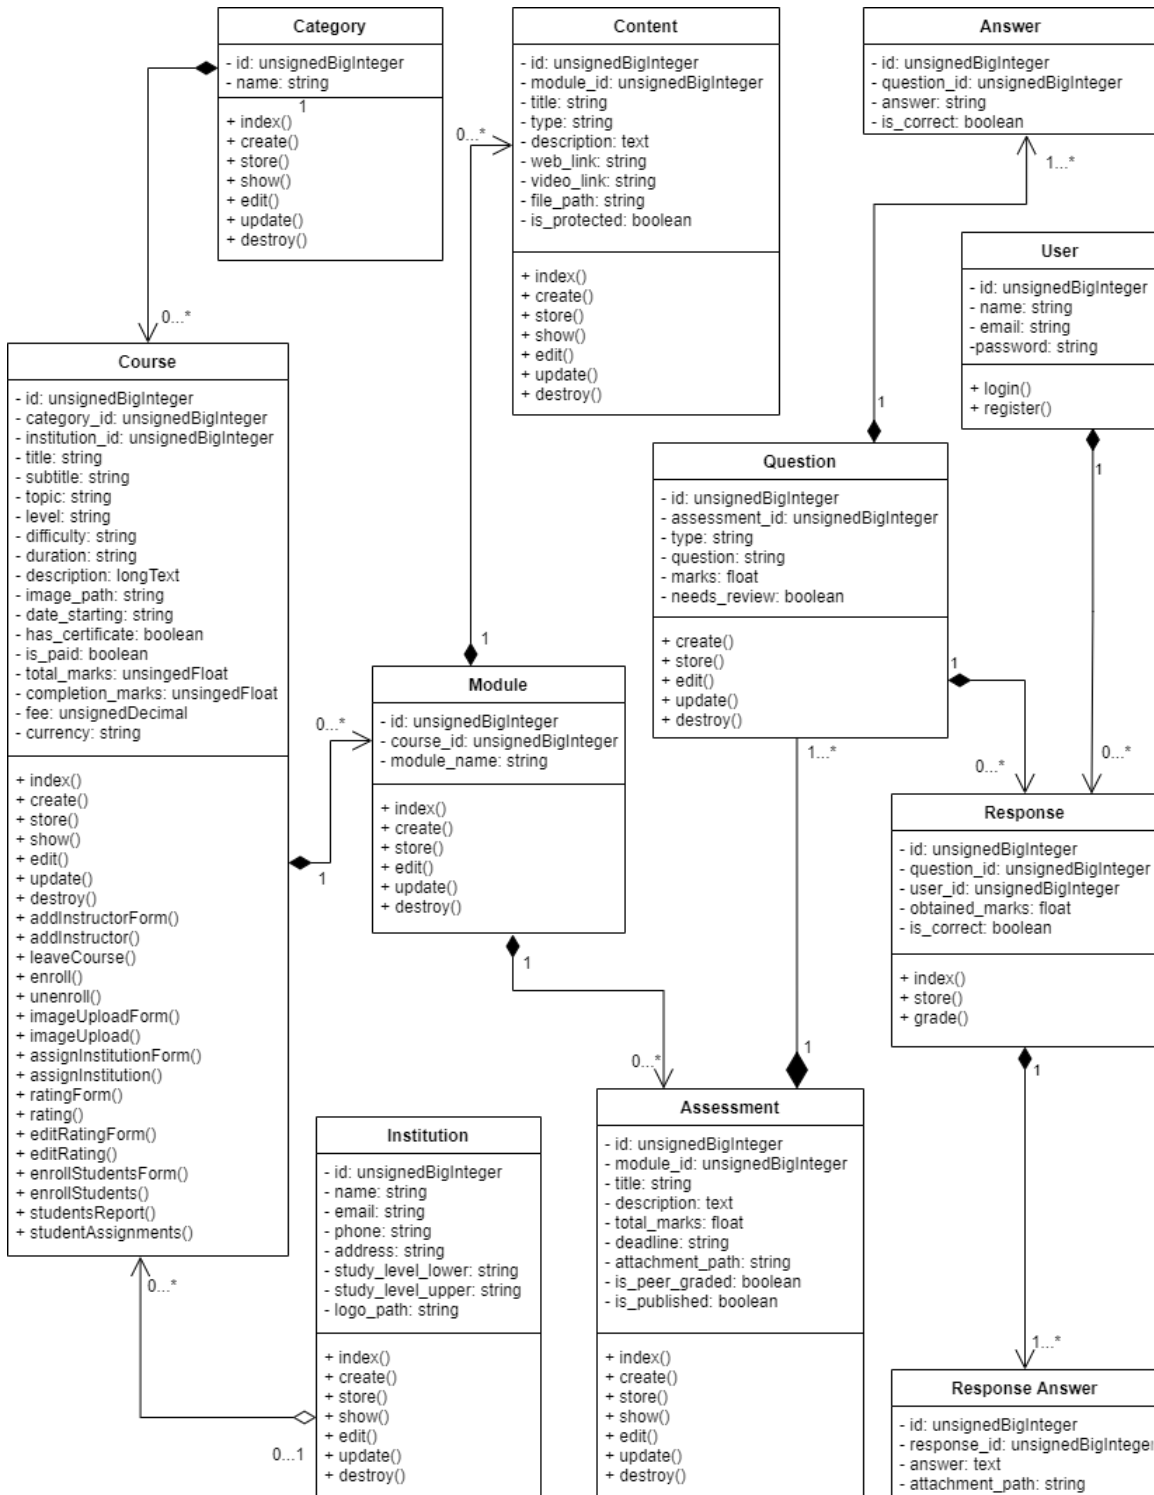 Category
- id: unsignedBigInteger
- name: string
1
+ index()
+ create()
+ store()
+ show()
+ edit()
+ update()
+ destroy()
0...*
Content
- id: unsignedBigInteger
- module_id: unsignedBigInteger
- title: string
- type: string
- description: text
- web_link: string
- video_link: string
- file_path: string
- is_protected: boolean
+ index()
+ create()
+ store()
+ show()
+ edit()
+ update()
+ destroy()
0...*
Answer
- id: unsignedBigInteger
- question_id: unsignedBigInteger
- answer: string
- is_correct: boolean
1...*
User
- id: unsignedBigInteger
- name: string
- email: string
-password: string
+ login()
+ register()
1
Course
- id: unsignedBigInteger
- category_id: unsignedBigInteger
- institution_id: unsignedBigInteger
- title: string
- subtitle: string
- topic: string
- level: string
- difficulty: string
- duration: string
- description: longText
- image_path: string
- date_starting: string
- has_certificate: boolean
- is_paid: boolean
- total_marks: unsingedFloat
- completion_marks: unsingedFloat
- fee: unsignedDecimal
- currency: string
+ index()
+ create()
+ store()
+ show()
+ edit()
+ update()
+ destroy()
+ addInstructorForm()
+ addInstructor()
+ leaveCourse()
+ enroll()
+ unenroll()
+ imageUploadForm()
+ imageUpload()
+ assignInstitutionForm()
+ assignInstitution()
+ ratingForm()
+ rating()
+ editRatingForm()
+ editRating()
+ enrollStudentsForm()
+ enrollStudents()
+ studentsReport()
+ studentAssignments()
1
0...*
1
Question
- id: unsignedBigInteger
- assessment_id: unsignedBigInteger
- type: string
- question: string
- marks: float
- needs_review: boolean
+ create()
+ store()
+ edit()
+ update()
+ destroy()
1
1...*
0...*
0...*
1
0...*
Module
- id: unsignedBigInteger
- course_id: unsignedBigInteger
- module_name: string
+ index()
+ create()
+ store()
+ edit()
+ update()
+ destroy()
1
0...*
Response
- id: unsignedBigInteger
- question_id: unsignedBigInteger
- user_id: unsignedBigInteger
- obtained_marks: float
- is_correct: boolean
+ index()
+ store()
+ grade()
1
1...*
1
Assessment
- id: unsignedBigInteger
- module_id: unsignedBigInteger
- title: string
- description: text
- total_marks: float
- deadline: string
- attachment_path: string
- is_peer_graded: boolean
- is_published: boolean
+ index()
+ create()
+ store()
+ show()
+ edit()
+ update()
+ destroy()
Institution
- id: unsignedBigInteger
- name: string
- email: string
- phone: string
- address: string
- study_level_lower: string
- study_level_upper: string
- logo_path: string
+ index()
+ create()
+ store()
+ show()
+ edit()
+ update()
+ destroy()
0...1
Response Answer
- id: unsignedBigInteger
- response_id: unsignedBigInteger
- answer: text
- attachment_path: string